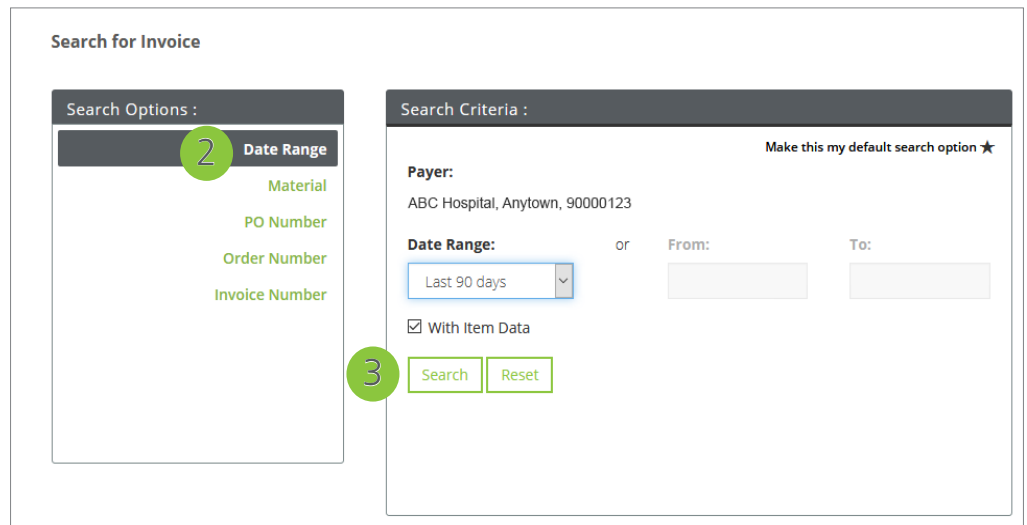 Search for Invoice
Search Options :
2
Date Range
Material
PO Number
Order Number
Invoice Number
Search Criteria :
Make this my default search option ★
Payer:
ABC Hospital, Anytown, 90000123
Date Range: or From: To:
Last 90 days
With Item Data
3
Search Reset